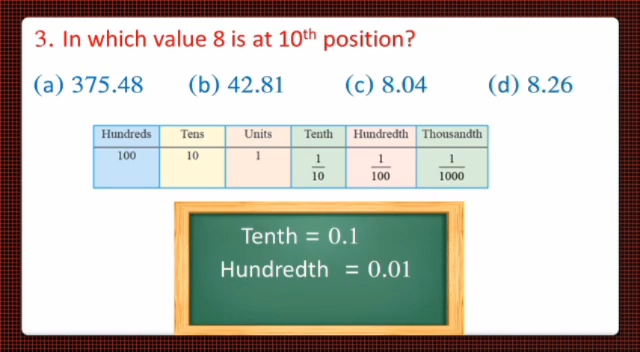 3. In which value 8 is at 10th position?
(a) 375.48 (b) 42.81 (c) 8.04 (d) 8.26
Hundreds Tens Units Tenth Hundredth Thousandth
100 10 1 1/10 1/100 1/1000
Tenth = 0.1
Hundredth = 0.01